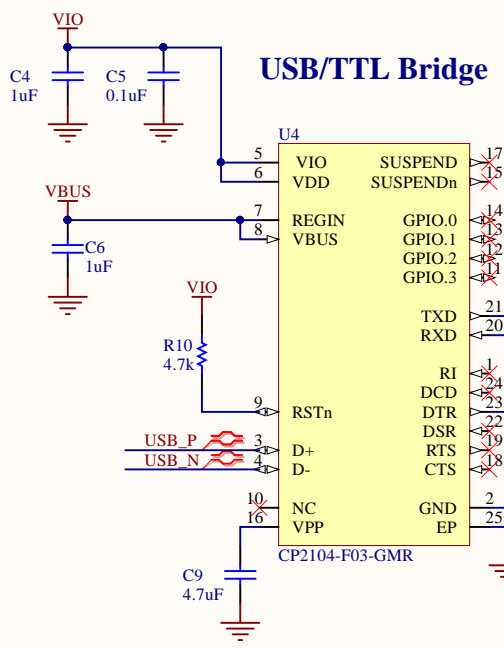 VIO
USB/TTL Bridge
C4
1uF
C5
0.1uF
U4
5 VIO SUSPEND 17
6 VDD SUSPENDn 15
VBUS
7 REGIN GPIO.0 14
8 VBUS GPIO.1 13
GPIO.2 12
GPIO.3 11
C6
1uF
VIO
TXD 21
RXD 20
R10
4.7k
RI 1
DCD 24
9 RSTn DTR 23
DSR 22
USB_P 3 D+ RTS 19
USB_N 4 D- CTS 18
10 NC GND 2
16 VPP EP 25
CP2104-F03-GMR
C9
4.7uF